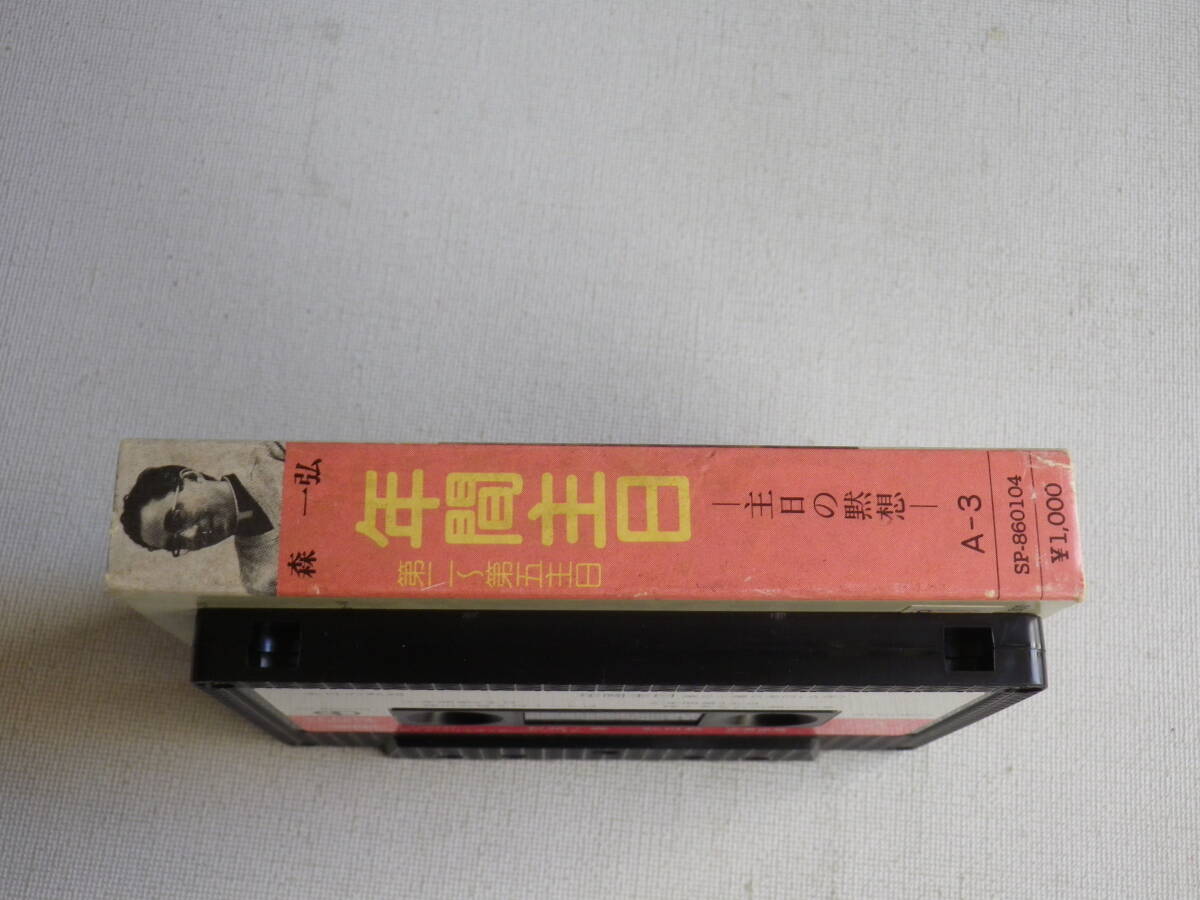 森 一弘
年間主日
第二〜第五主日
—主日の黙想—
A-3
SP-860104
¥1,000